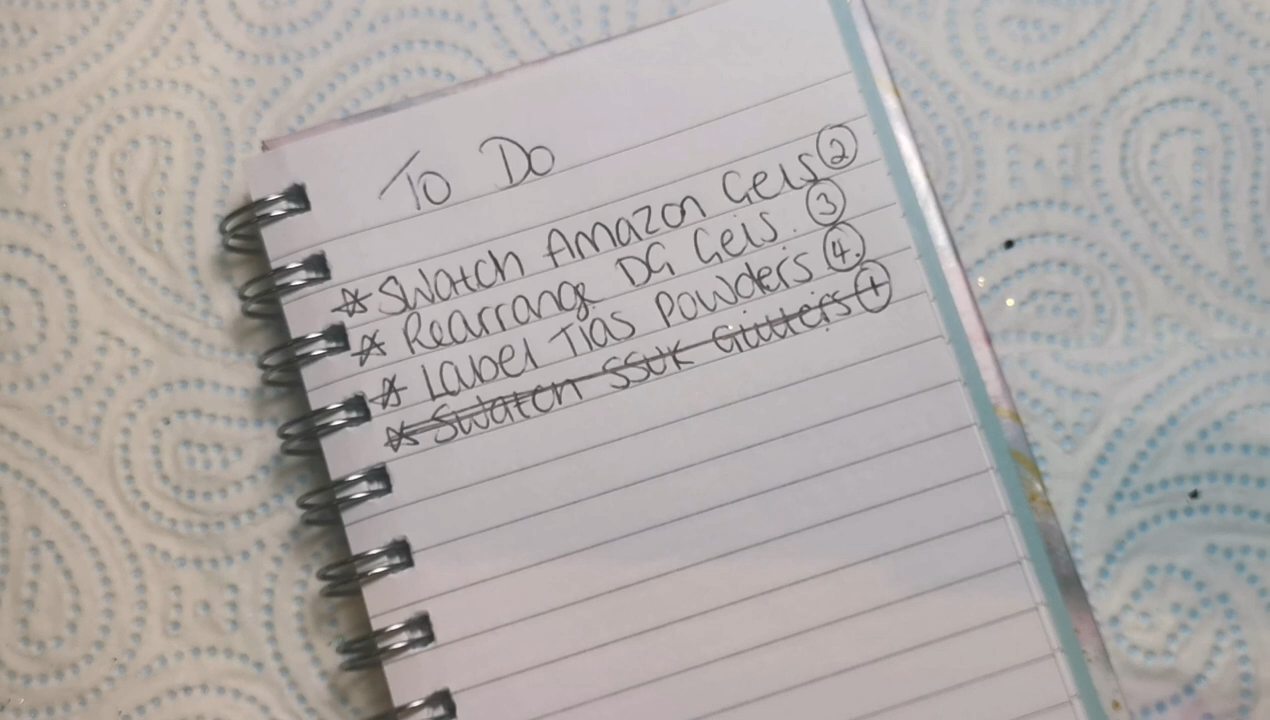 To Do
☆ Swatch Amazon Gels ②
☆ Rearrange DG Gels. ③
☆ Label Tias Powders. ④
☆ Swatch SSUK Glitters ①